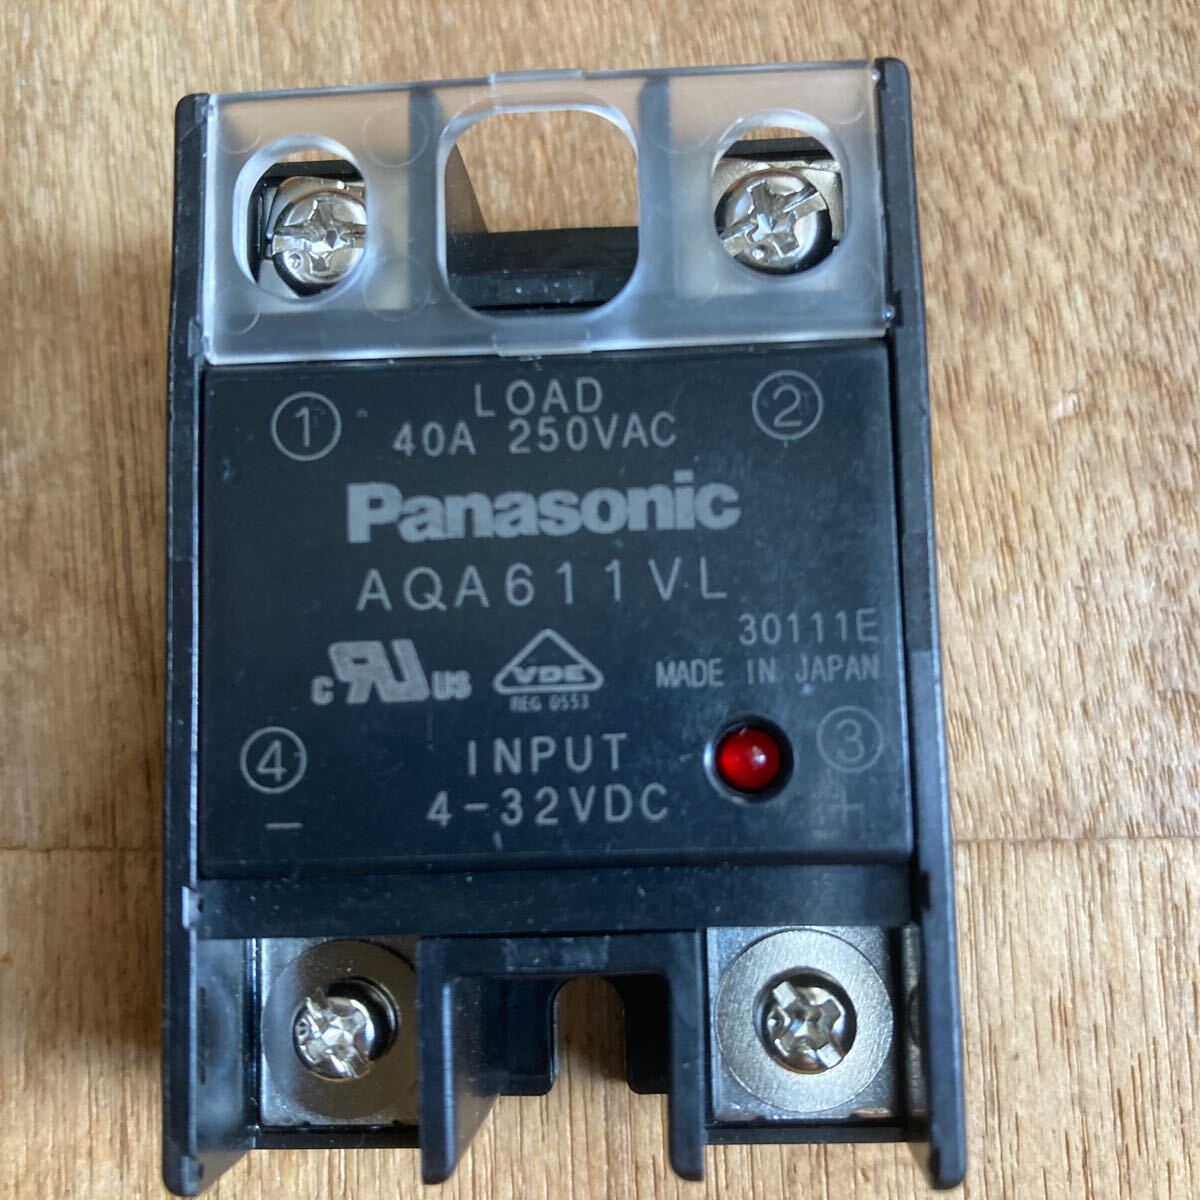 ① LOAD ②
40A 250VAC
Panasonic
AQA611VL
30111E
c RU US VDE MADE IN JAPAN
REG 0553
④ INPUT ③
− 4-32VDC +